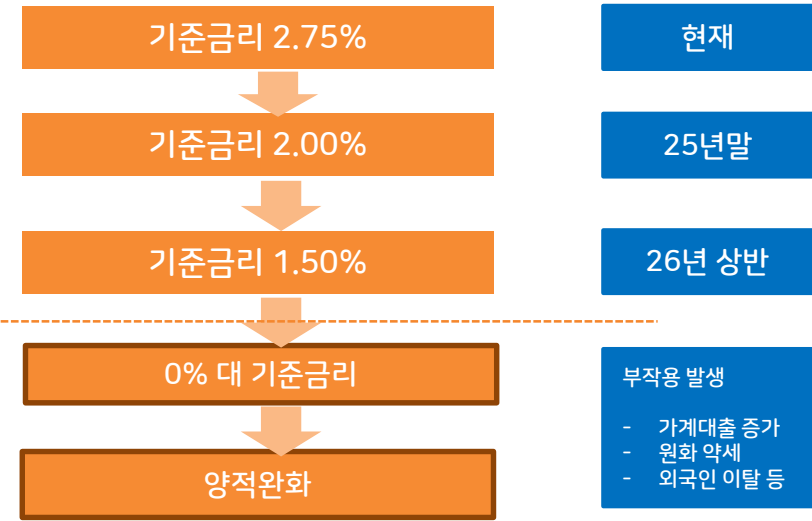 기준금리 2.75%
현재
기준금리 2.00%
25년말
기준금리 1.50%
26년 상반
0% 대 기준금리
양적완화
부작용 발생
- 가계대출 증가
- 원화 약세
- 외국인 이탈 등